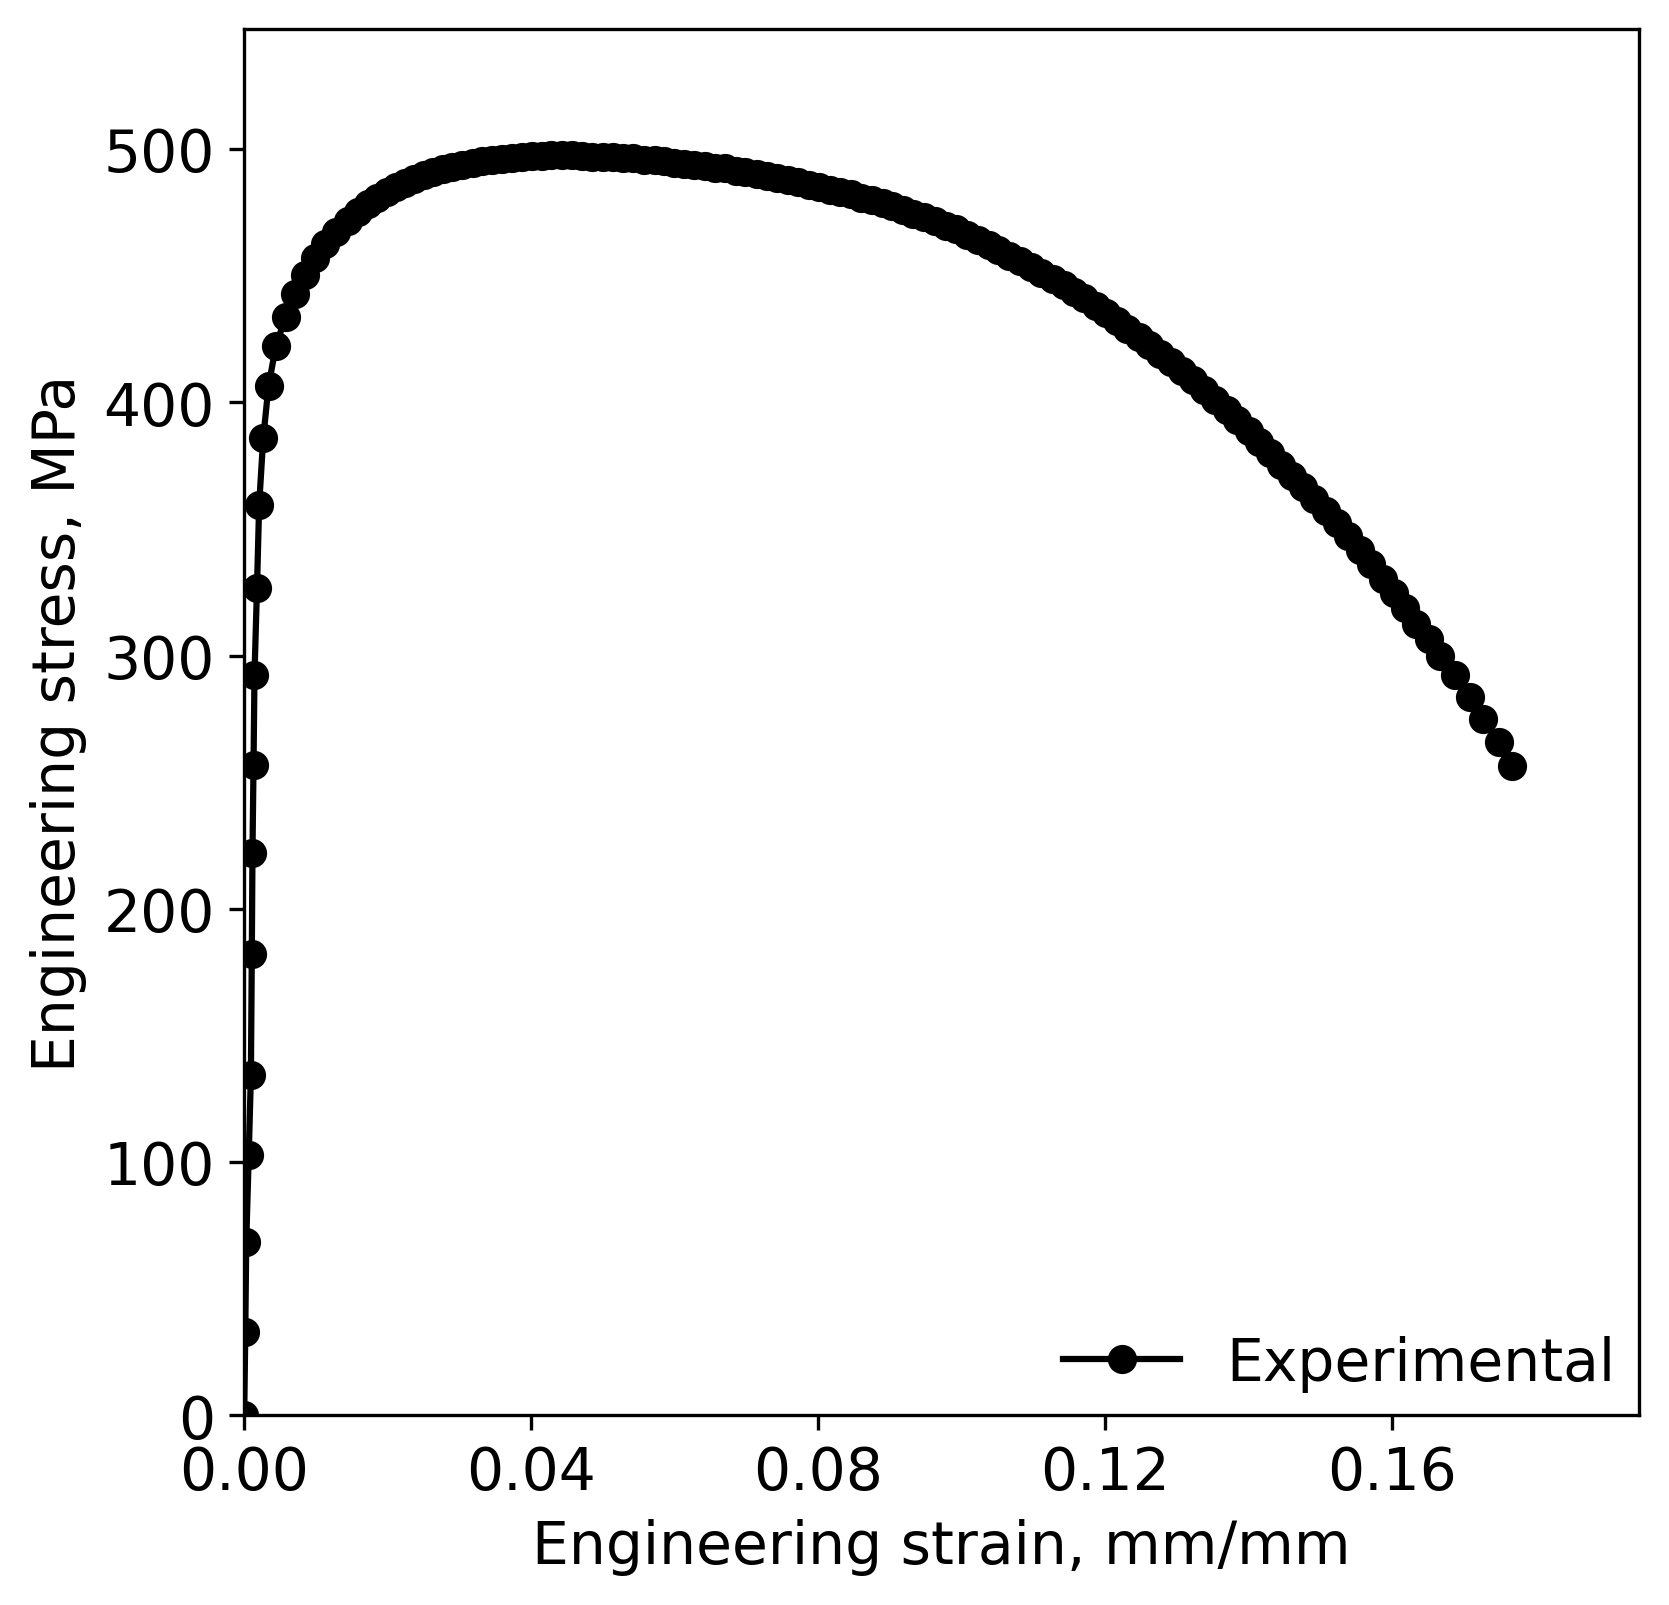 Engineering stress, MPa
500
400
300
200
100
0
0.00 0.04 0.08 0.12 0.16
Engineering strain, mm/mm
Experimental